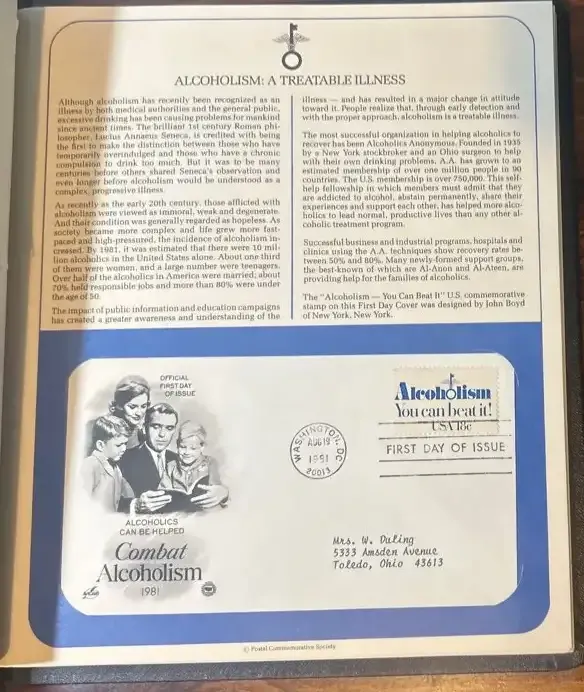 ALCOHOLISM: A TREATABLE ILLNESS
Although alcoholism has recently been recognized as an
illness by both medical authorities and the general public,
excessive drinking has been causing problems for mankind
since ancient times. The brilliant 1st century Roman phi-
losopher, Lucius Annaeus Seneca, is credited with being
the first to make the distinction between those who have
temporarily overindulged and those who have a chronic
compulsion to drink too much. But it was to be many
centuries before others shared Seneca's observation and
even longer before alcoholism would be understood as a
complex, progressive illness.
As recently as the early 20th century, those afflicted with
alcoholism were viewed as immoral, weak and degenerate.
And their condition was generally regarded as hopeless. As
society became more complex and life grew more fast-
paced and high-pressured, the incidence of alcoholism in-
creased. By 1981, it was estimated that there were 10 mil-
lion alcoholics in the United States alone. About one third
of them were women, and a large number were teenagers.
Over half of the alcoholics in America were married; about
70% held responsible jobs and more than 80% were under
the age of 50.
The impact of public information and education campaigns
has created a greater awareness and understanding of the
illness — and has resulted in a major change in attitude
toward it. People realize that, through early detection and
with the proper approach, alcoholism is a treatable illness.
The most successful organization in helping alcoholics to
recover has been Alcoholics Anonymous. Founded in 1935
by a New York stockbroker and an Ohio surgeon to help
with their own drinking problems, A.A. has grown to an
estimated membership of over one million people in 90
countries. The U.S. membership is over 750,000. This self-
help fellowship in which members must admit that they
are addicted to alcohol, abstain permanently, share their
experiences and support each other, has helped more alco-
holics to lead normal, productive lives than any other al-
coholic treatment program.
Successful business and industrial programs, hospitals and
clinics using the A.A. techniques show recovery rates be-
tween 50% and 80%. Many newly-formed support groups,
the best-known of which are Al-Anon and Al-Ateen, are
providing help for the families of alcoholics.
The "Alcoholism — You Can Beat It" U.S. commemorative
stamp on this First Day Cover was designed by John Boyd
of New York, New York.
OFFICIAL
FIRST DAY
OF ISSUE
Alcoholism
You can beat it!
USA 18c
WASHINGTON, DC
AUG 19
1981
20013
FIRST DAY OF ISSUE
ALCOHOLICS
CAN BE HELPED
Combat
Alcoholism
1981
Mrs. W. Duling
5333 Amsden Avenue
Toledo, Ohio 43613
© Postal Commemorative Society